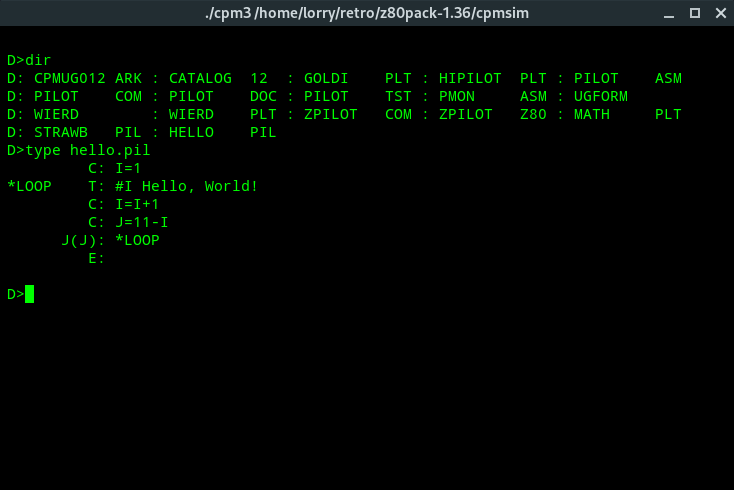 ./cpm3 /home/lorry/retro/z80pack-1.36/cpmsim
D>dir
D: CPMUG012 ARK : CATALOG  12  : GOLDI    PLT : HIPILOT  PLT : PILOT    ASM
D: PILOT    COM : PILOT    DOC : PILOT    TST : PMON     ASM : UGFORM
D: WIERD        : WIERD    PLT : ZPILOT   COM : ZPILOT   Z80 : MATH     PLT
D: STRAWB   PIL : HELLO    PIL
D>type hello.pil
         C: I=1
*LOOP    T: #I Hello, World!
         C: I=I+1
         C: J=11-I
      J(J): *LOOP
         E:
D>